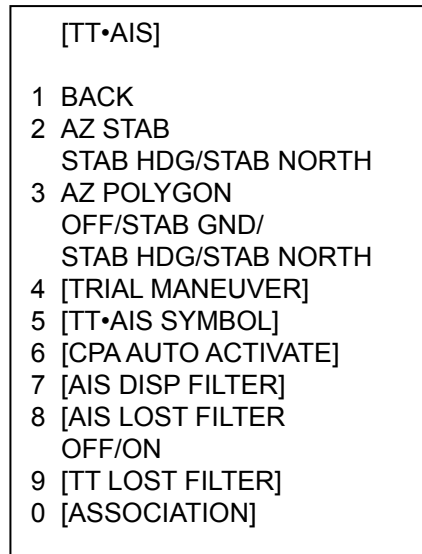 [TT•AIS]
1 BACK
2 AZ STAB
STAB HDG/STAB NORTH
3 AZ POLYGON
OFF/STAB GND/
STAB HDG/STAB NORTH
4 [TRIAL MANEUVER]
5 [TT•AIS SYMBOL]
6 [CPA AUTO ACTIVATE]
7 [AIS DISP FILTER]
8 [AIS LOST FILTER
OFF/ON
9 [TT LOST FILTER]
0 [ASSOCIATION]